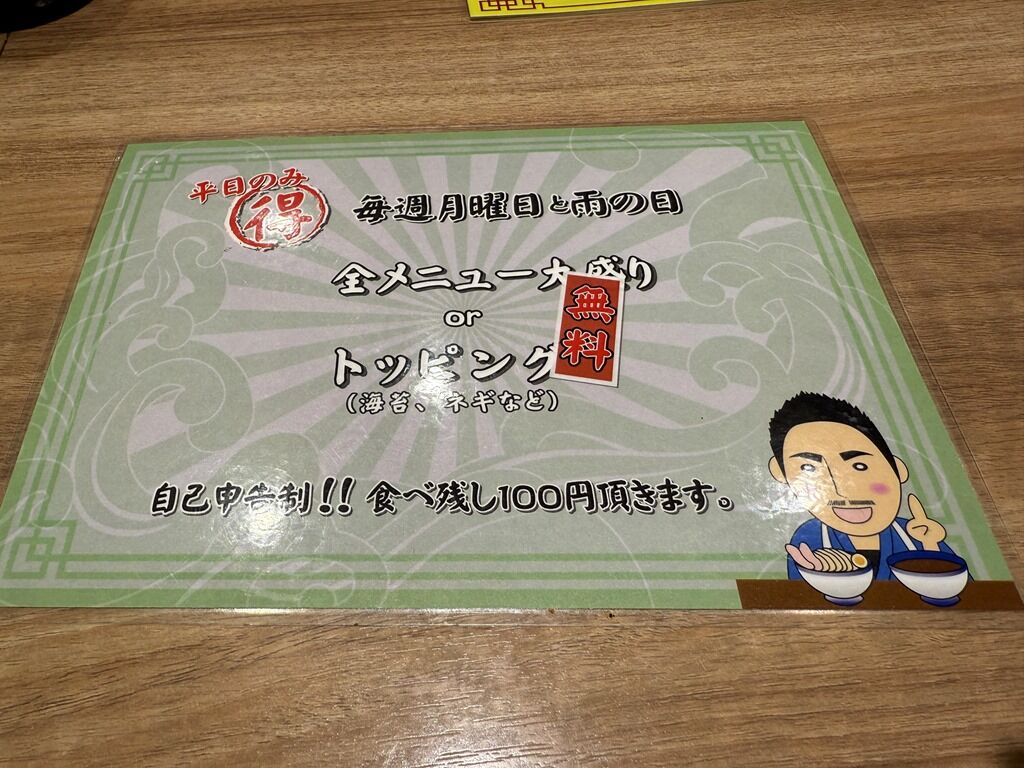 平日のみ
得
毎週月曜日と雨の日
全メニュー大盛り
無料
or
トッピング
(海苔、ネギなど)
自己申告制!! 食べ残し100円頂きます。